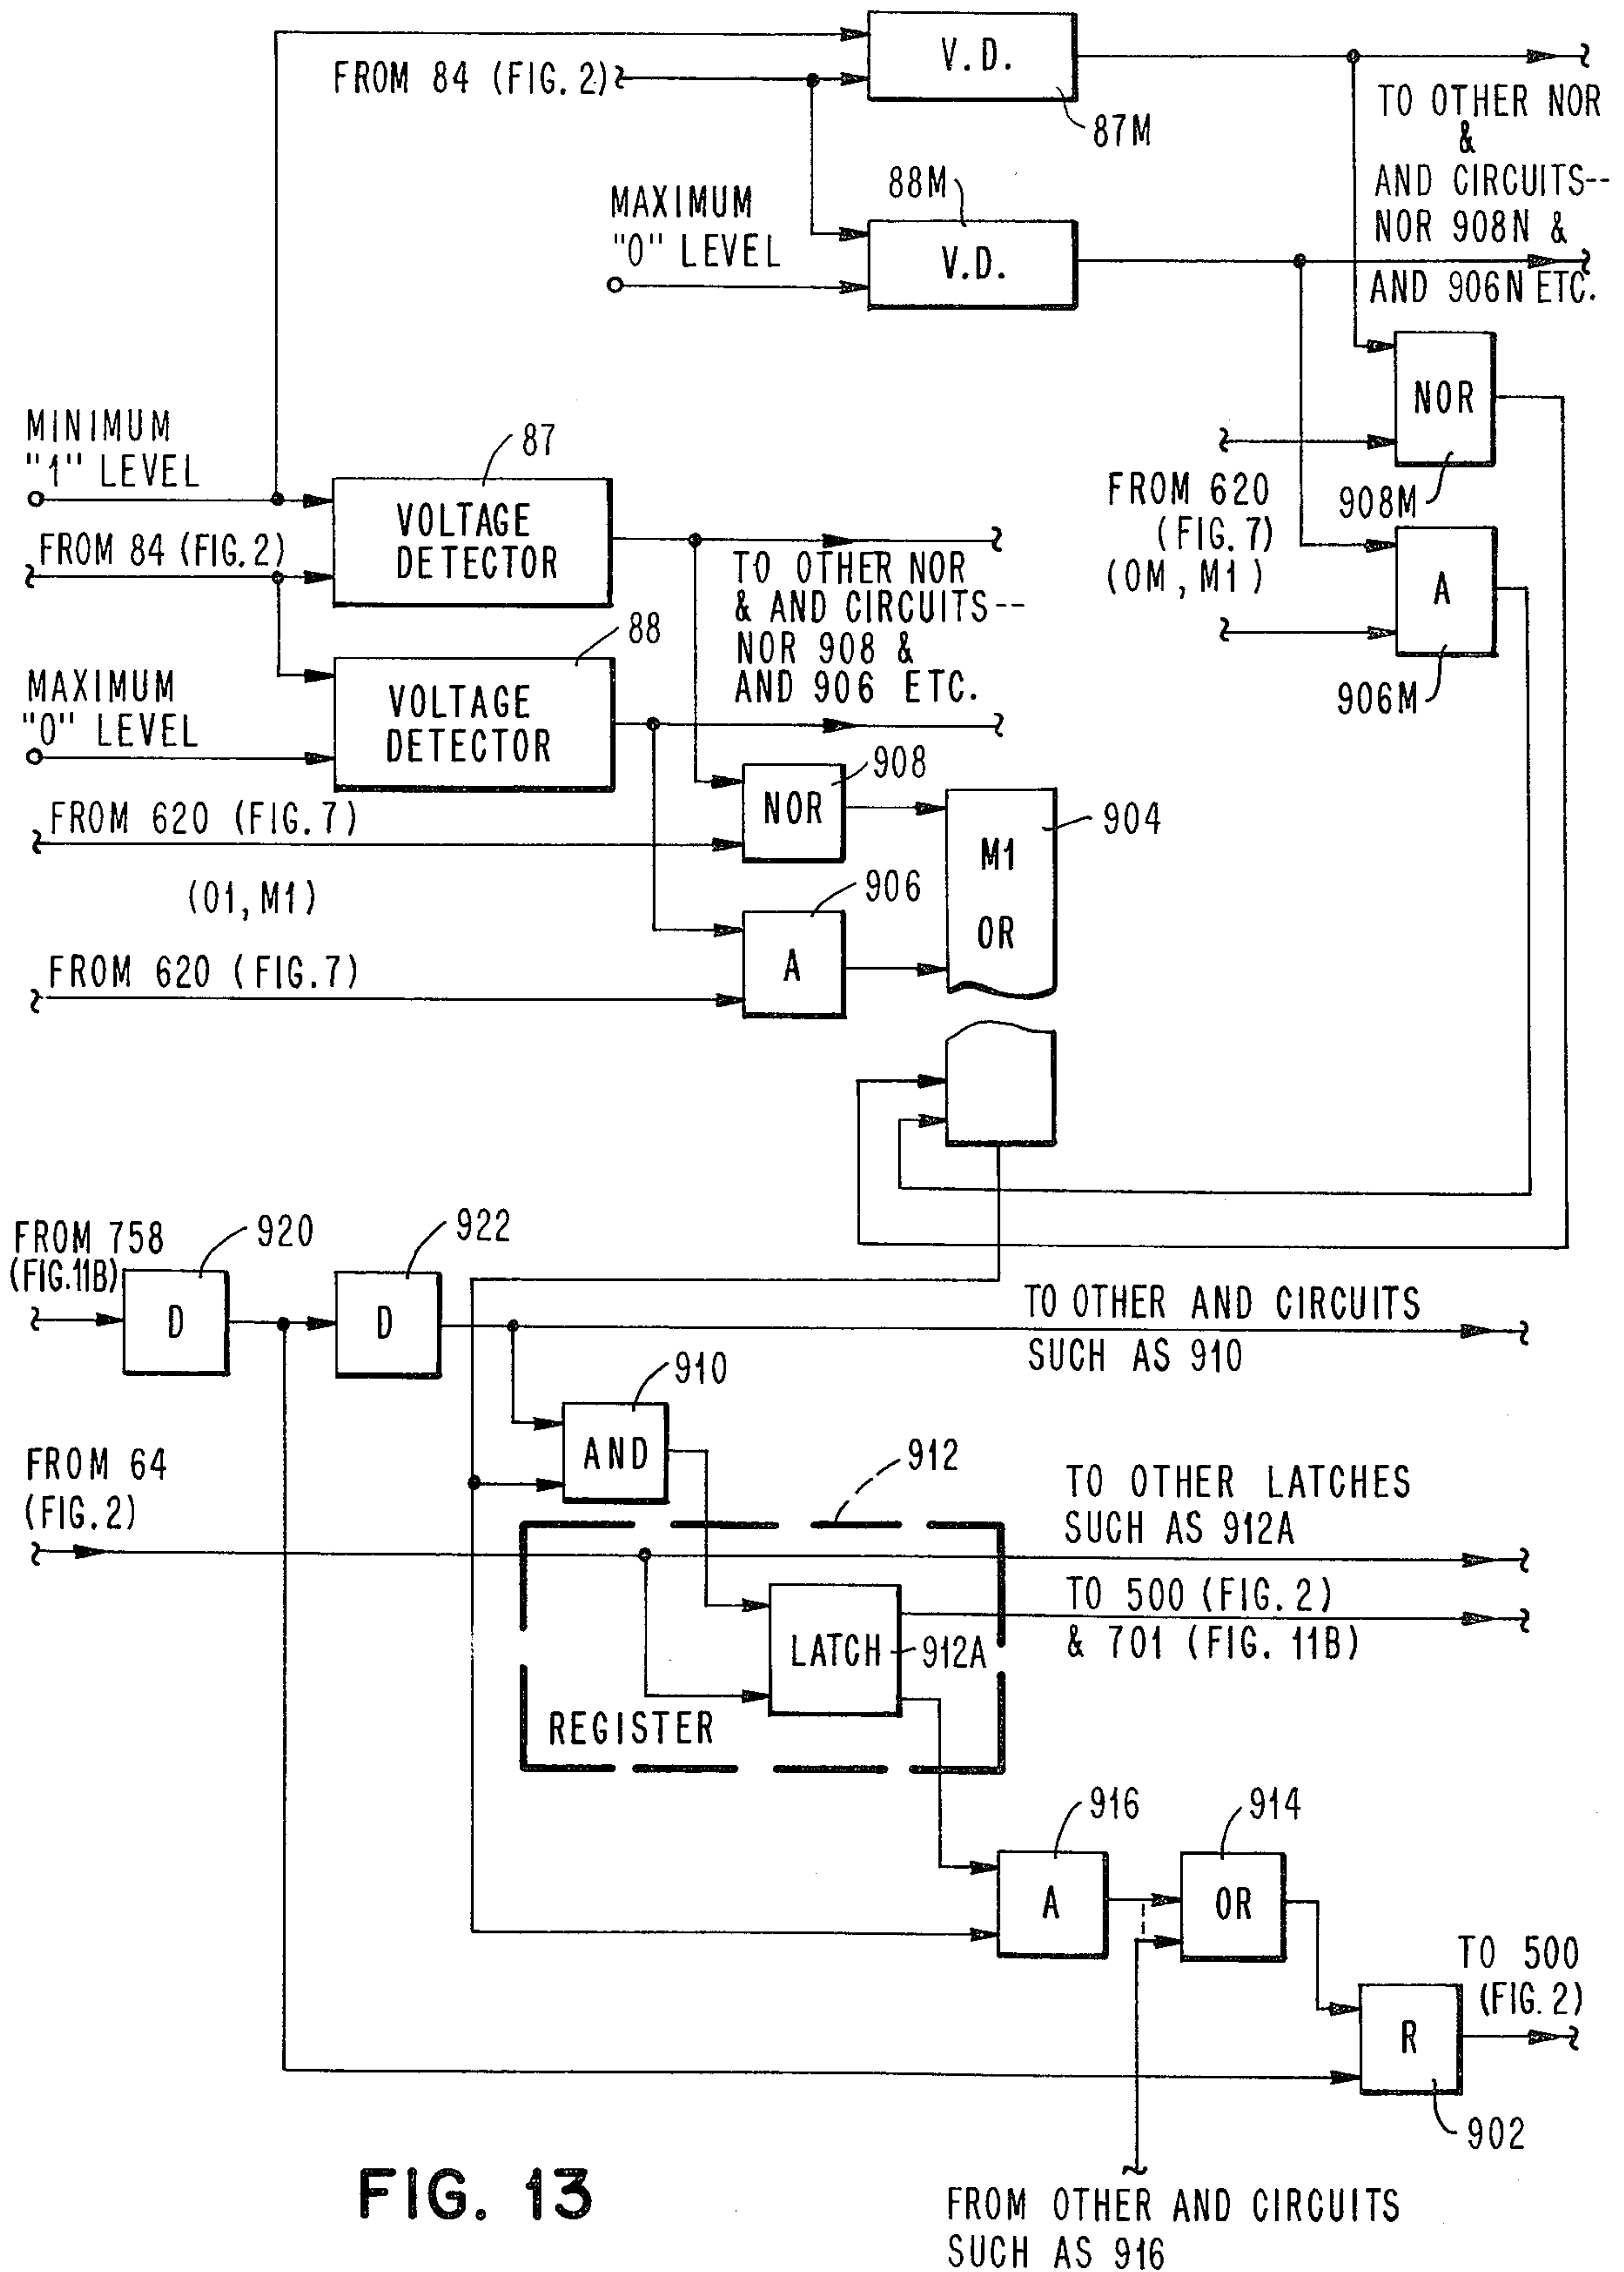 V.D.
FROM 84 (FIG. 2)
87M
TO OTHER NOR
&
AND CIRCUITS--
NOR 908N &
AND 906N ETC.
88M
MAXIMUM
"0" LEVEL
V.D.
NOR
908M
MINIMUM
"1" LEVEL
87
VOLTAGE
DETECTOR
FROM 84 (FIG. 2)
FROM 620
(FIG. 7)
(OM, M1)
A
906M
TO OTHER NOR
& AND CIRCUITS--
NOR 908 &
AND 906 ETC.
88
MAXIMUM
"0" LEVEL
VOLTAGE
DETECTOR
908
NOR
FROM 620 (FIG. 7)
904
M1
OR
(01, M1)
906
A
FROM 620 (FIG. 7)
FROM 758
(FIG. 11B)
920
D
922
D
TO OTHER AND CIRCUITS
SUCH AS 910
910
AND
FROM 64
(FIG. 2)
912
TO OTHER LATCHES
SUCH AS 912A
TO 500 (FIG. 2)
& 701 (FIG. 11B)
LATCH
912A
REGISTER
916
A
914
OR
TO 500
(FIG. 2)
R
902
FROM OTHER AND CIRCUITS
SUCH AS 916
FIG. 13